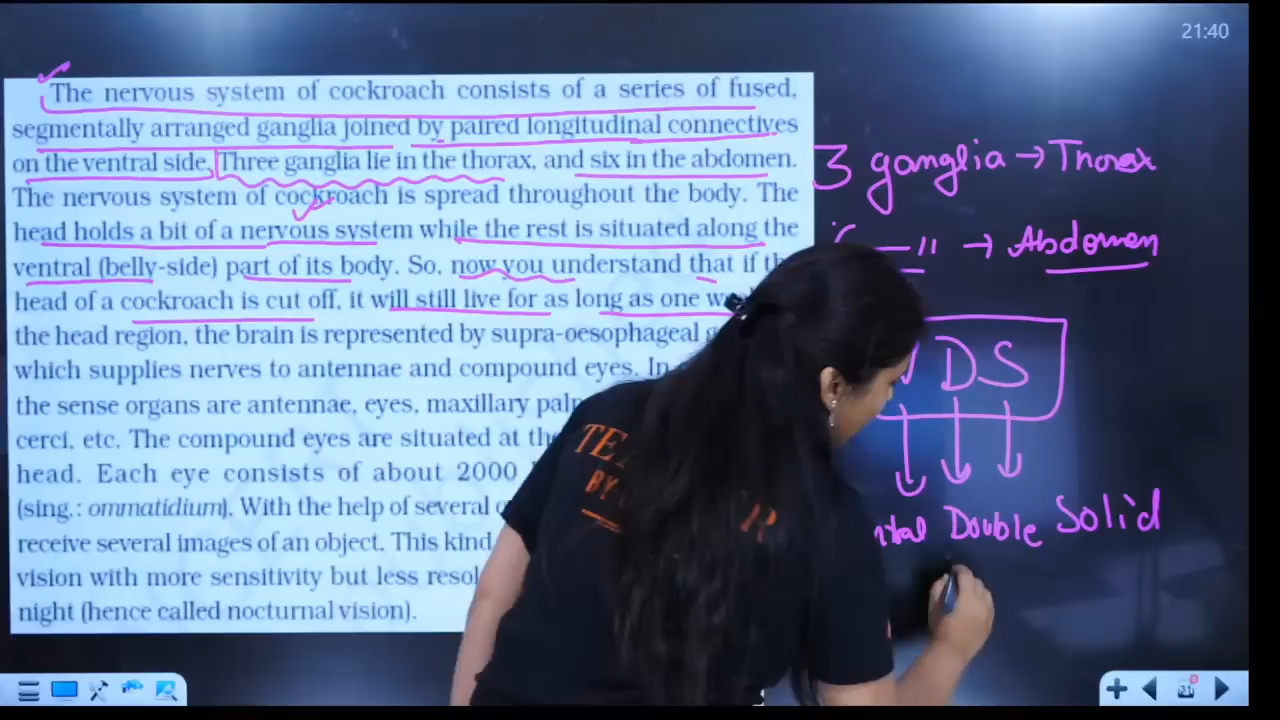 21:40
The nervous system of cockroach consists of a series of fused,
segmentally arranged ganglia joined by paired longitudinal connectives
on the ventral side. Three ganglia lie in the thorax, and six in the abdomen.
The nervous system of cockroach is spread throughout the body. The
head holds a bit of a nervous system while the rest is situated along the
ventral (belly-side) part of its body. So, now you understand that if
head of a cockroach is cut off, it will still live for as long as one
the head region, the brain is represented by supra-oesophageal
which supplies nerves to antennae and compound eyes. In
the sense organs are antennae, eyes, maxillary
cerci, etc. The compound eyes are situated at
head. Each eye consists of about 2000
(sing.: ommatidium). With the help of several
receive several images of an object. This kind
vision with more sensitivity but less
night (hence called nocturnal vision).
3 ganglia → Thorax
— " → Abdomen
D S
Double Solid
BY
31